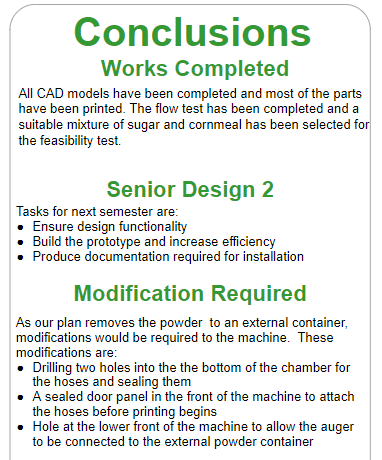 Conclusions
Works Completed
All CAD models have been completed and most of the parts
have been printed. The flow test has been completed and a
suitable mixture of sugar and cornmeal has been selected for
the feasibility test.
Senior Design 2
Tasks for next semester are:
● Ensure design functionality
● Build the prototype and increase efficiency
● Produce documentation required for installation
Modification Required
As our plan removes the powder  to an external container,
modifications would be required to the machine.  These
modifications are:
● Drilling two holes into the the bottom of the chamber for
the hoses and sealing them
● A sealed door panel in the front of the machine to attach
the hoses before printing begins
● Hole at the lower front of the machine to allow the auger
to be connected to the external powder container